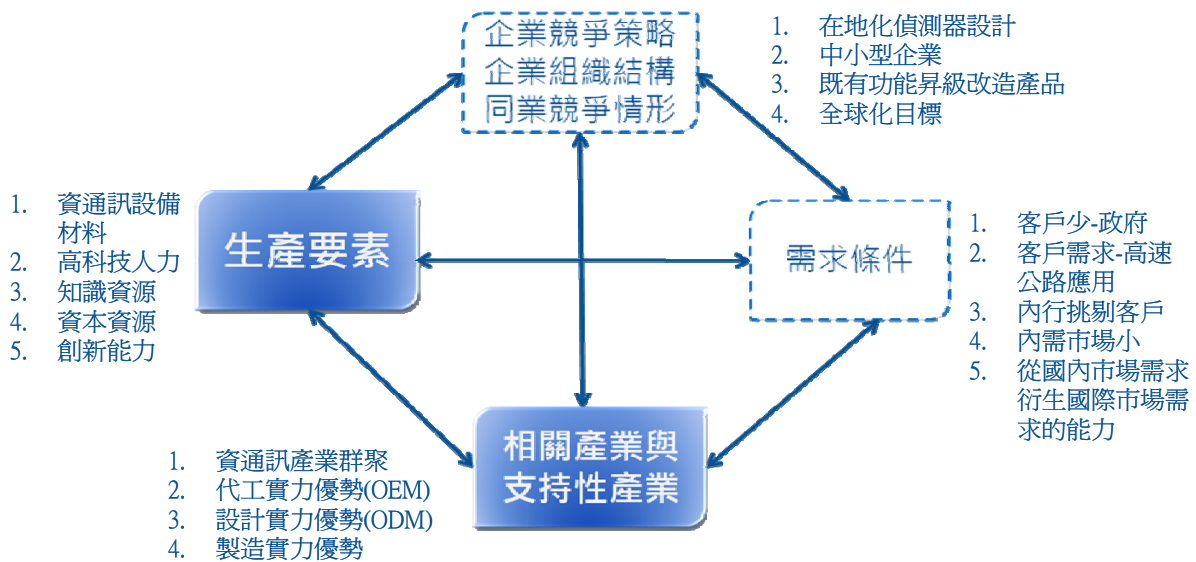 企業競爭策略
企業組織結構
同業競爭情形
1. 在地化偵測器設計
2. 中小型企業
3. 既有功能昇級改造產品
4. 全球化目標
1. 資通訊設備
材料
2. 高科技人力
3. 知識資源
4. 資本資源
5. 創新能力
生產要素
需求條件
1. 客戶少-政府
2. 客戶需求-高速
公路應用
3. 內行挑剔客戶
4. 內需市場小
5. 從國內市場需求
衍生國際市場需
求的能力
相關產業與
支持性產業
1. 資通訊產業群聚
2. 代工實力優勢(OEM)
3. 設計實力優勢(ODM)
4. 製造實力優勢